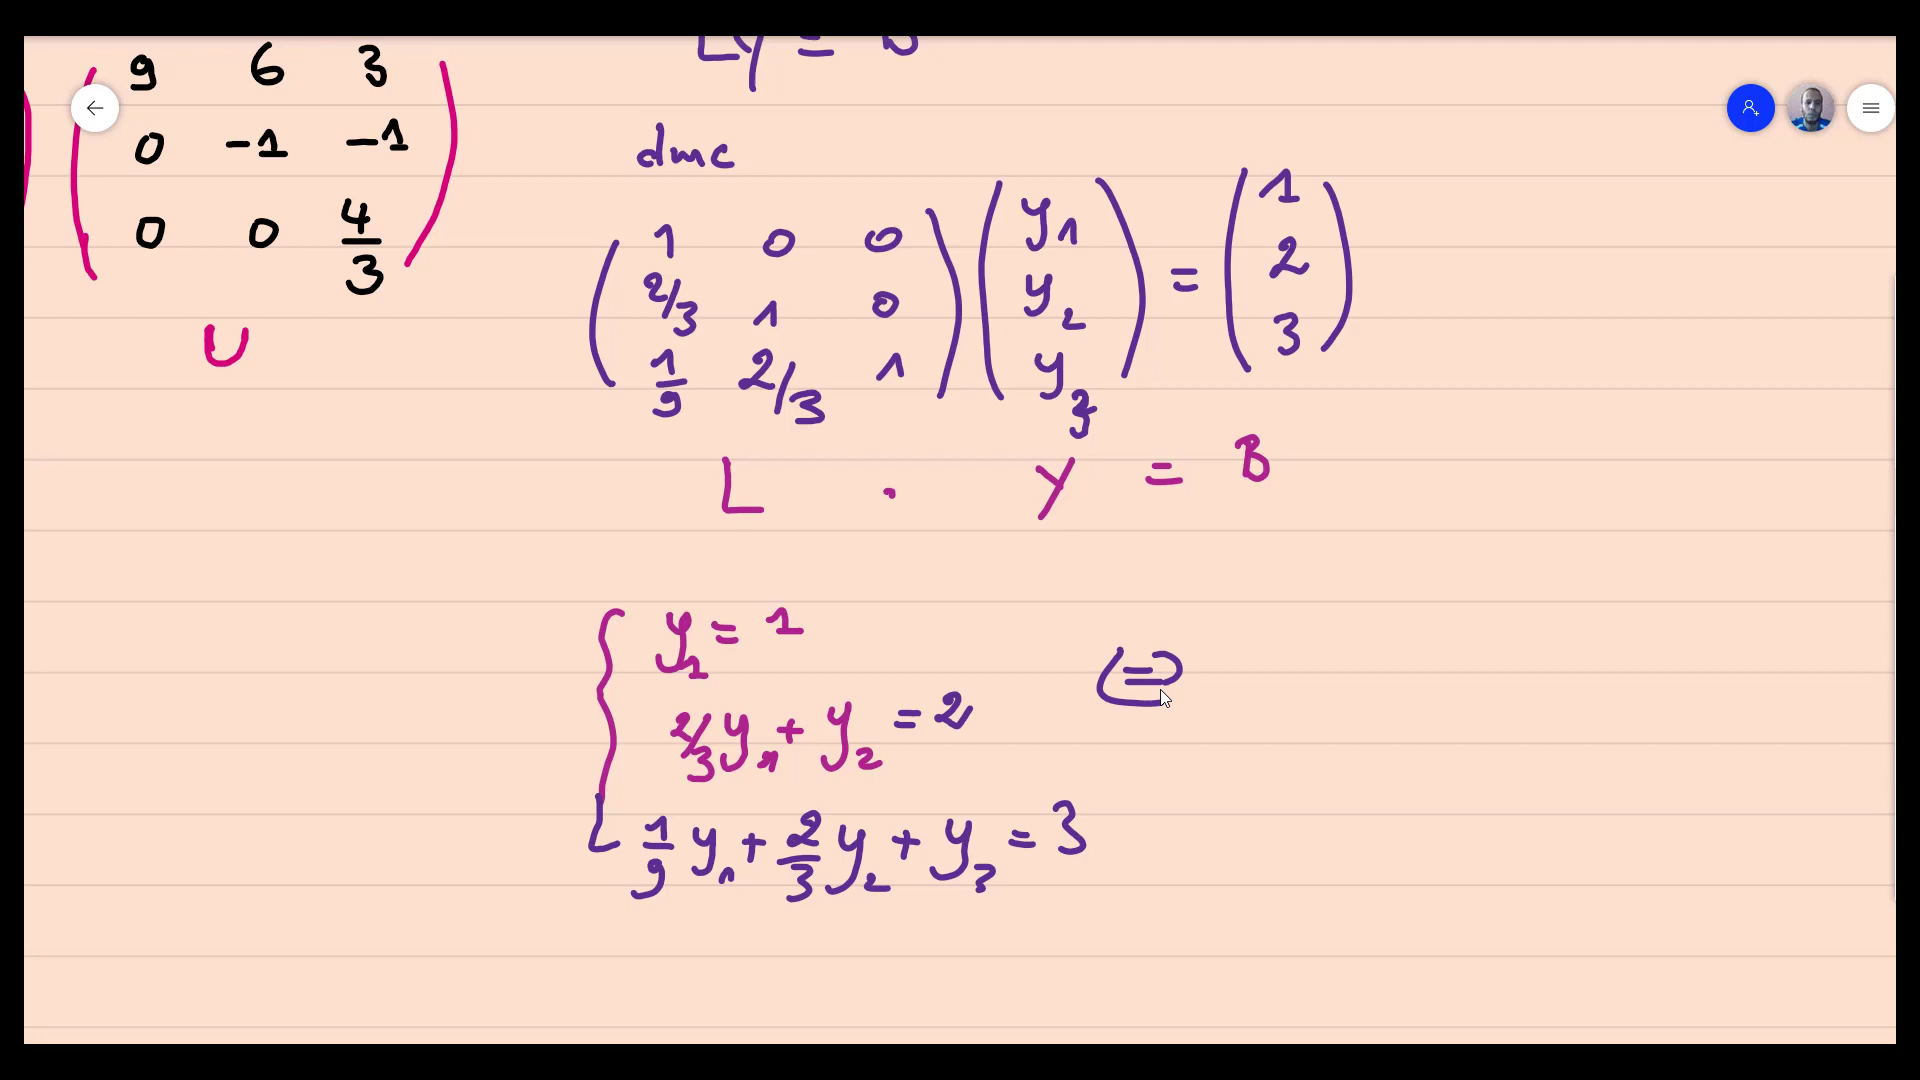 9 6 3
0 -1 -1
0 0 4/3
U
Ly = B
donc
( 1 0 0 ) ( y1 ) = ( 1 )
( 2/3 1 0 ) ( y2 ) ( 2 )
( 1/9 2/3 1 ) ( y3 ) ( 3 )
L . Y = B
{ y1 = 1
2/3 y1 + y2 = 2 (=)
1/9 y1 + 2/3 y2 + y3 = 3